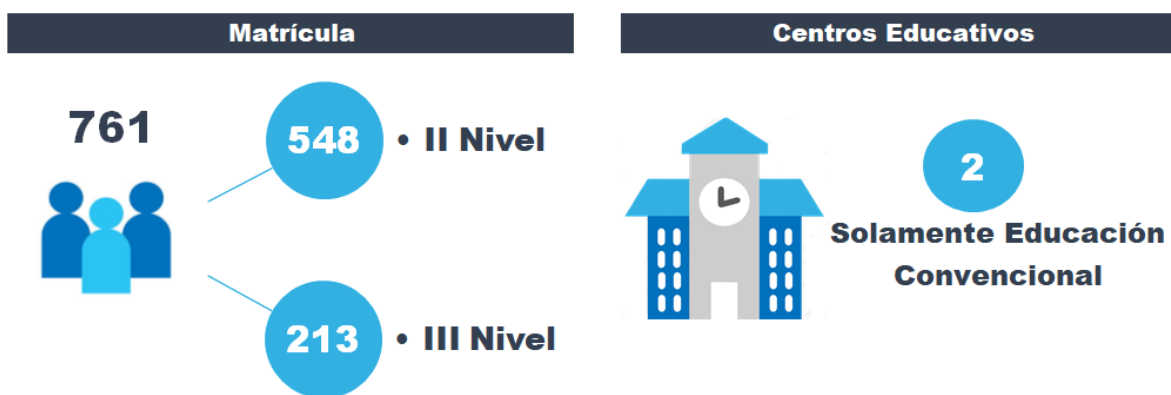 Matrícula
761
548 • II Nivel
213 • III Nivel
Centros Educativos
2
Solamente Educación
Convencional